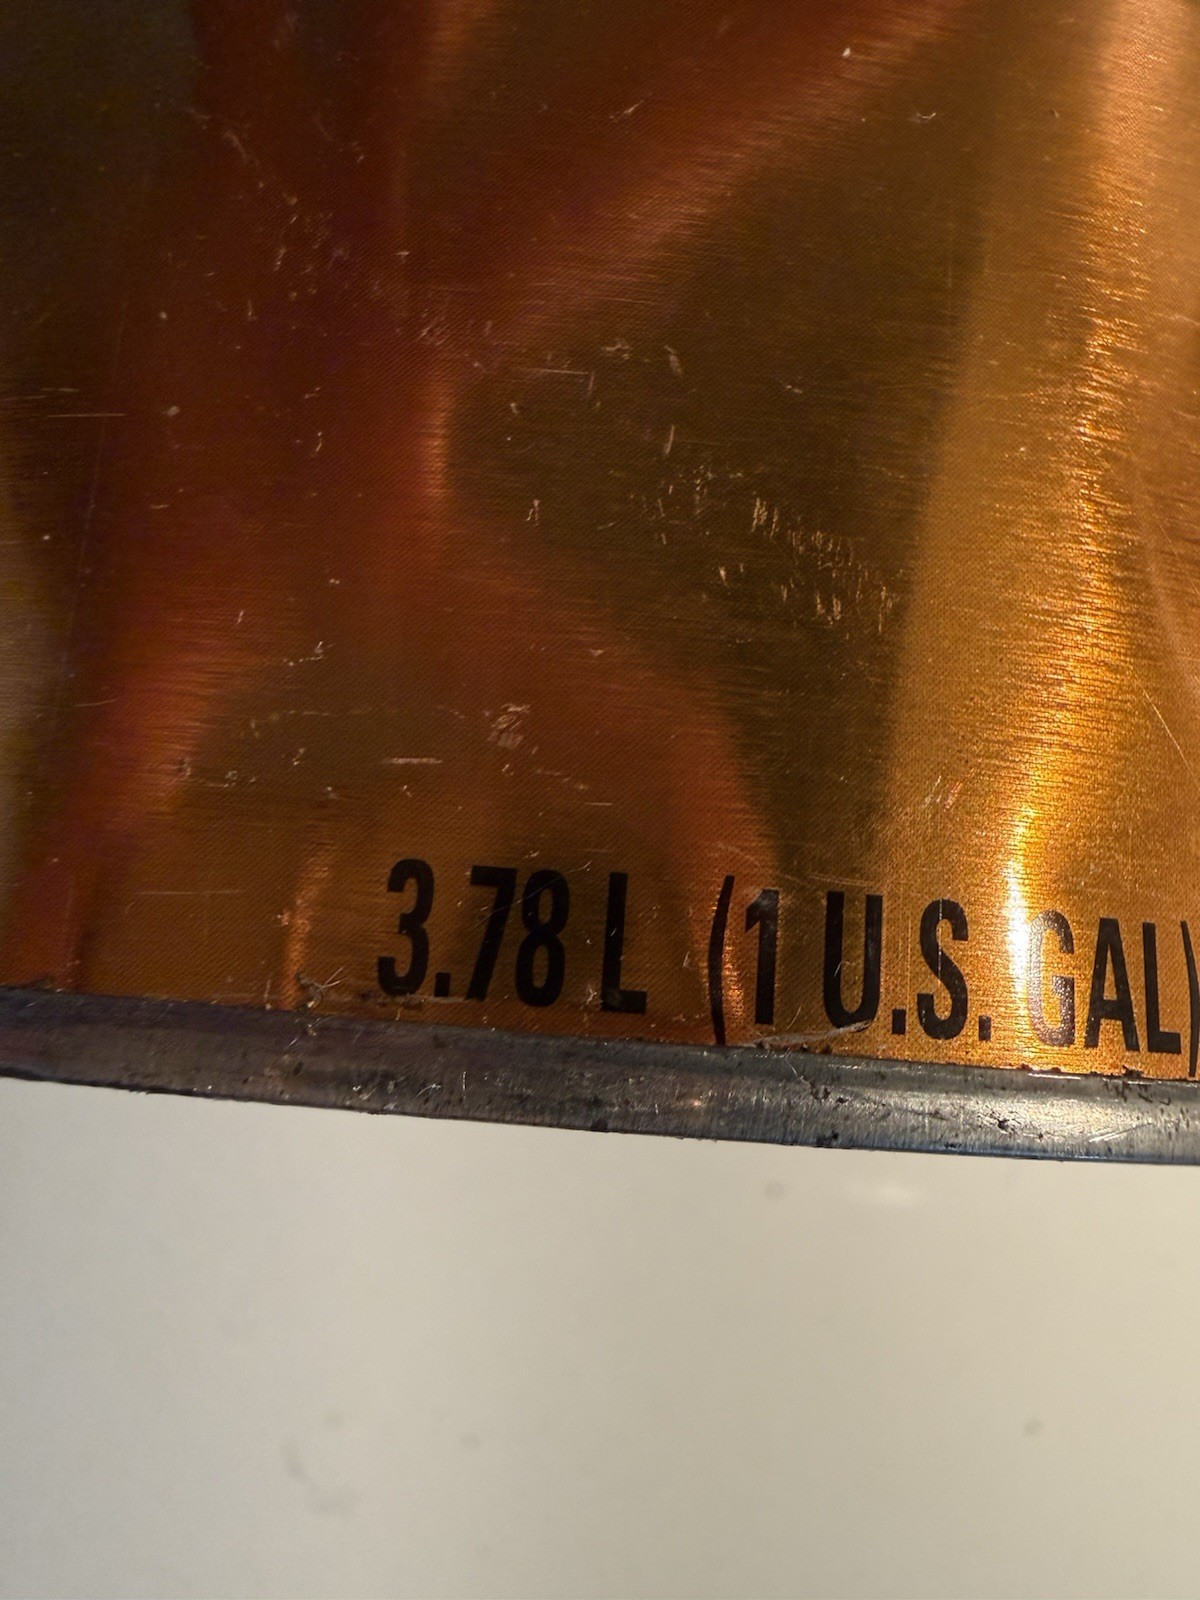 3.78 L (1 U.S. GAL)